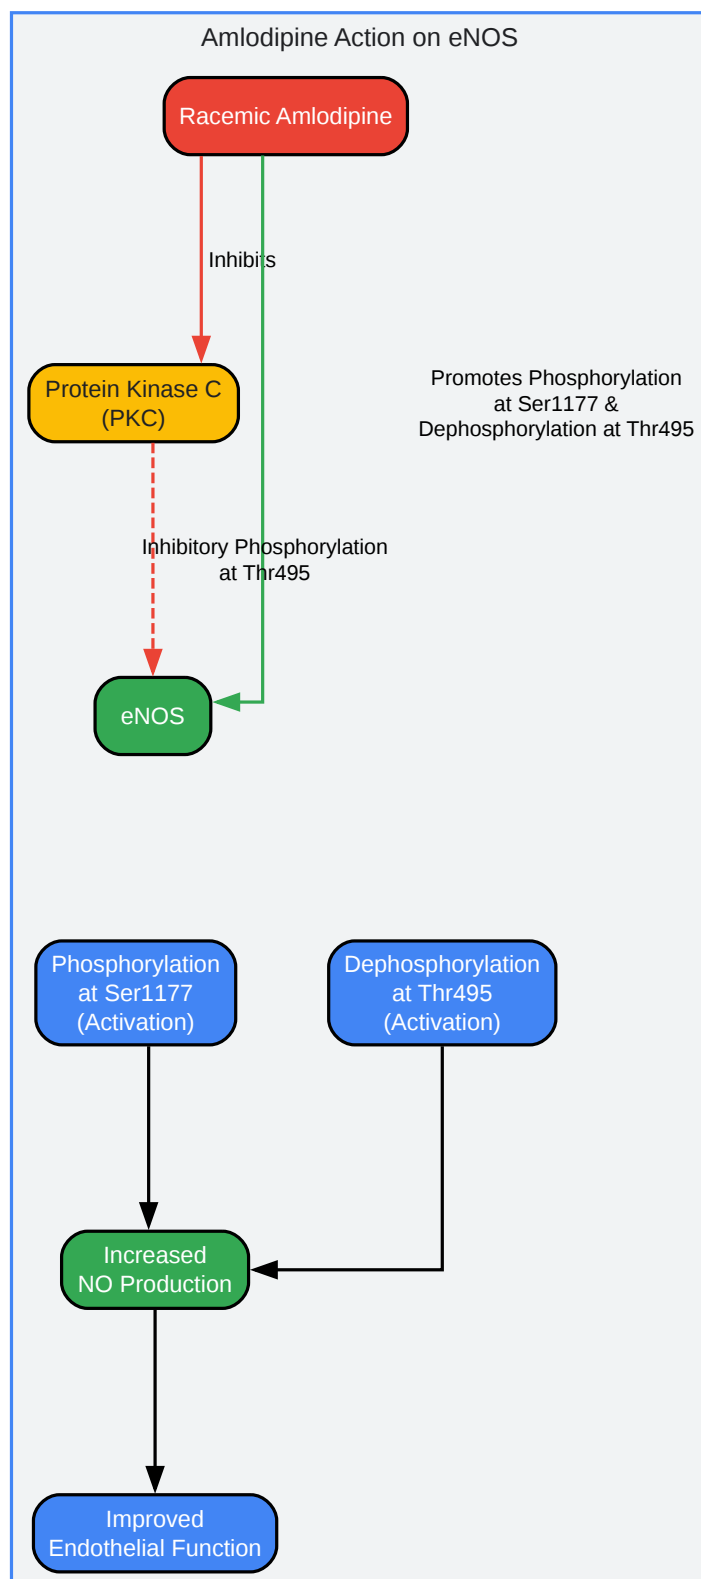 Amlodipine Action on eNOS
Racemic Amlodipine
Inhibits
Protein Kinase C
(PKC)
Promotes Phosphorylation
at Ser1177 &
Dephosphorylation at Thr495
Inhibitory Phosphorylation
at Thr495
eNOS
Phosphorylation
at Ser1177
(Activation)
Dephosphorylation
at Thr495
(Activation)
Increased
NO Production
Improved
Endothelial Function